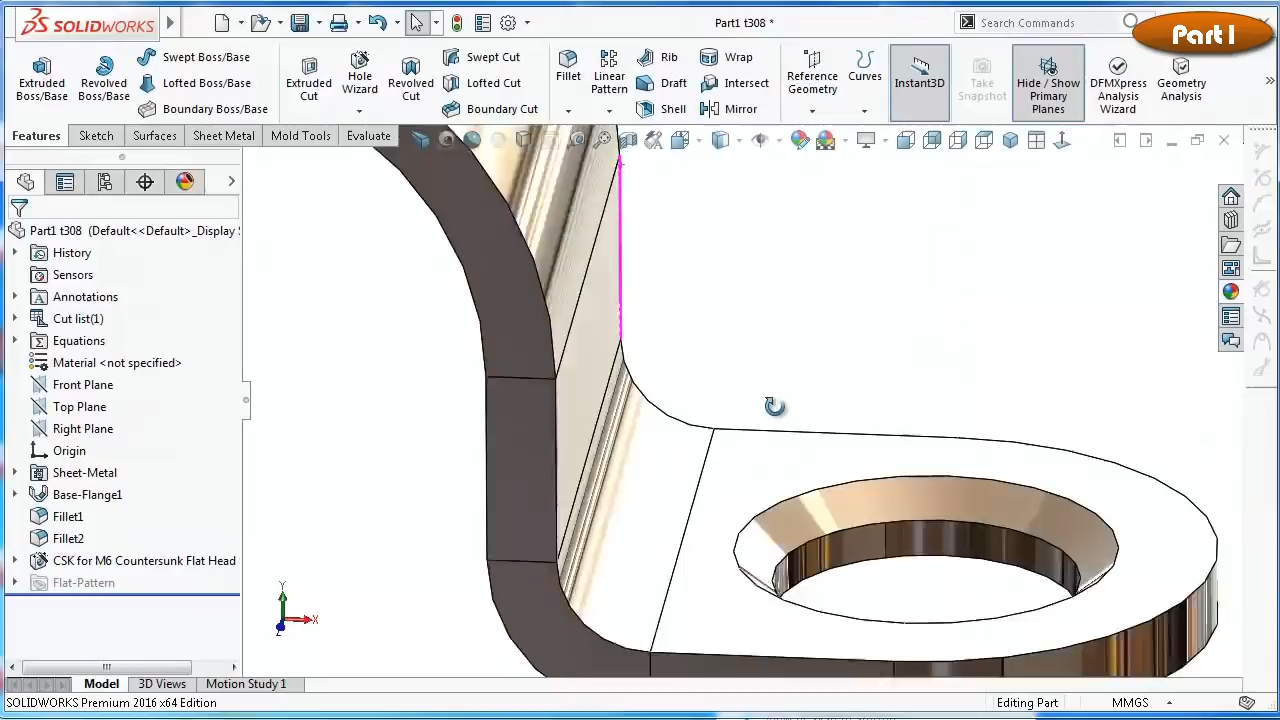 SOLIDWORKS
Part1 t308 *
Search Commands
Part 1
Extruded Boss/Base
Revolved Boss/Base
Swept Boss/Base
Lofted Boss/Base
Boundary Boss/Base
Extruded Cut
Hole Wizard
Revolved Cut
Swept Cut
Lofted Cut
Boundary Cut
Fillet
Linear Pattern
Rib
Draft
Shell
Wrap
Intersect
Mirror
Reference Geometry
Curves
Instant3D
Take Snapshot
Hide / Show Primary Planes
DFMXpress Analysis Wizard
Geometry Analysis
Features
Sketch
Surfaces
Sheet Metal
Mold Tools
Evaluate
Part1 t308 (Default<<Default>_Display
History
Sensors
Annotations
Cut list(1)
Equations
Material <not specified>
Front Plane
Top Plane
Right Plane
Origin
Sheet-Metal
Base-Flange1
Fillet1
Fillet2
CSK for M6 Countersunk Flat Head
Flat-Pattern
Y
X
Z
Model
3D Views
Motion Study 1
SOLIDWORKS Premium 2016 x64 Edition
Editing Part
MMGS